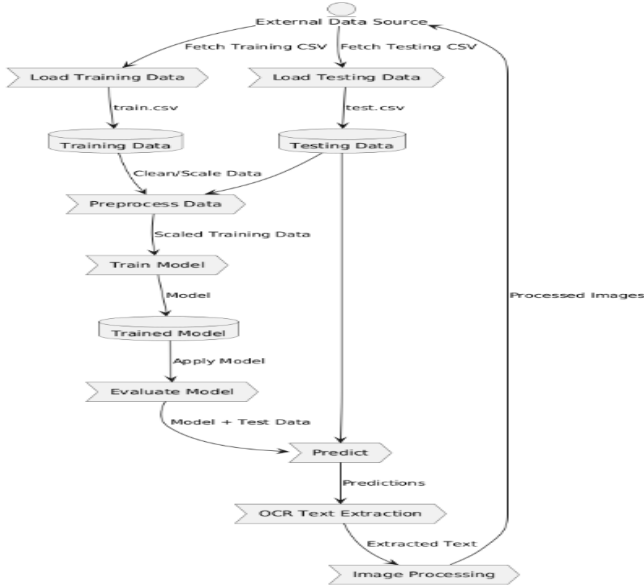 External Data Source
Fetch Training CSV
Fetch Testing CSV
Load Training Data
Load Testing Data
train.csv
test.csv
Training Data
Testing Data
Clean/Scale Data
Preprocess Data
Scaled Training Data
Train Model
Model
Processed Images
Trained Model
Apply Model
Evaluate Model
Model + Test Data
Predict
Predictions
OCR Text Extraction
Extracted Text
Image Processing